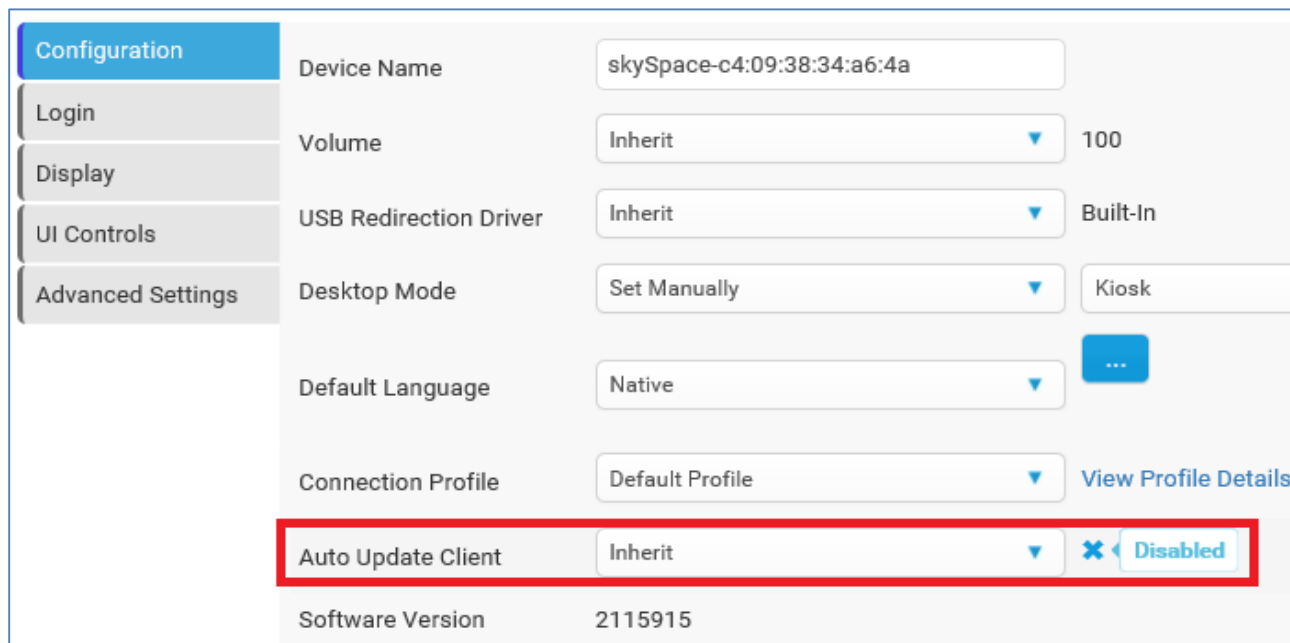 Configuration
Login
Display
UI Controls
Advanced Settings
Device Name skySpace-c4:09:38:34:a6:4a
Volume Inherit 100
USB Redirection Driver Inherit Built-In
Desktop Mode Set Manually Kiosk
...
Default Language Native
Connection Profile Default Profile View Profile Details
Auto Update Client Inherit Disabled
Software Version 2115915